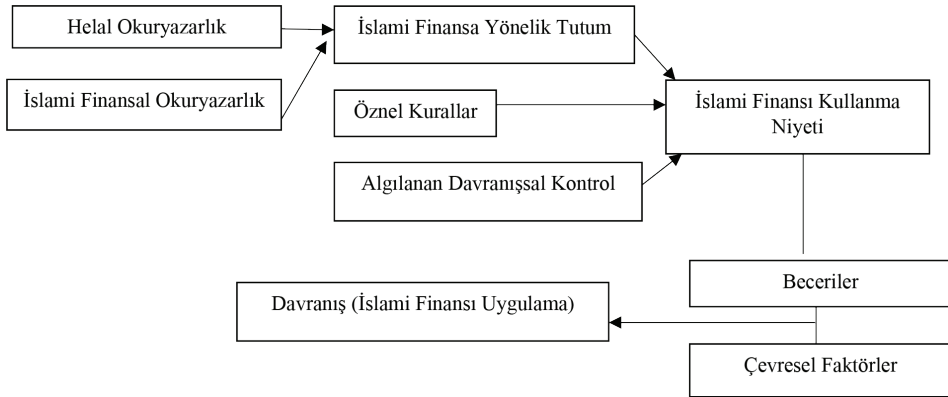 Helal Okuryazarlık
İslami Finansa Yönelik Tutum
İslami Finansal Okuryazarlık
Öznel Kurallar
İslami Finansı Kullanma
Niyeti
Algılanan Davranışsal Kontrol
Beceriler
Davranış (İslami Finansı Uygulama)
Çevresel Faktörler